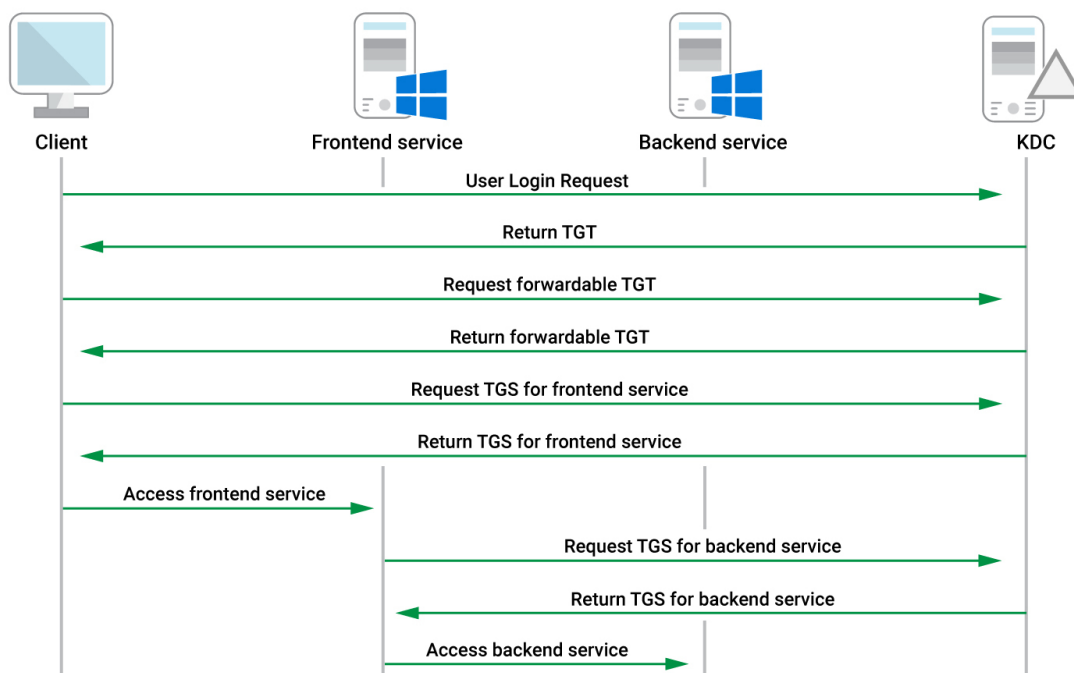 Client
Frontend service
Backend service
KDC
User Login Request
Return TGT
Request forwardable TGT
Return forwardable TGT
Request TGS for frontend service
Return TGS for frontend service
Access frontend service
Request TGS for backend service
Return TGS for backend service
Access backend service